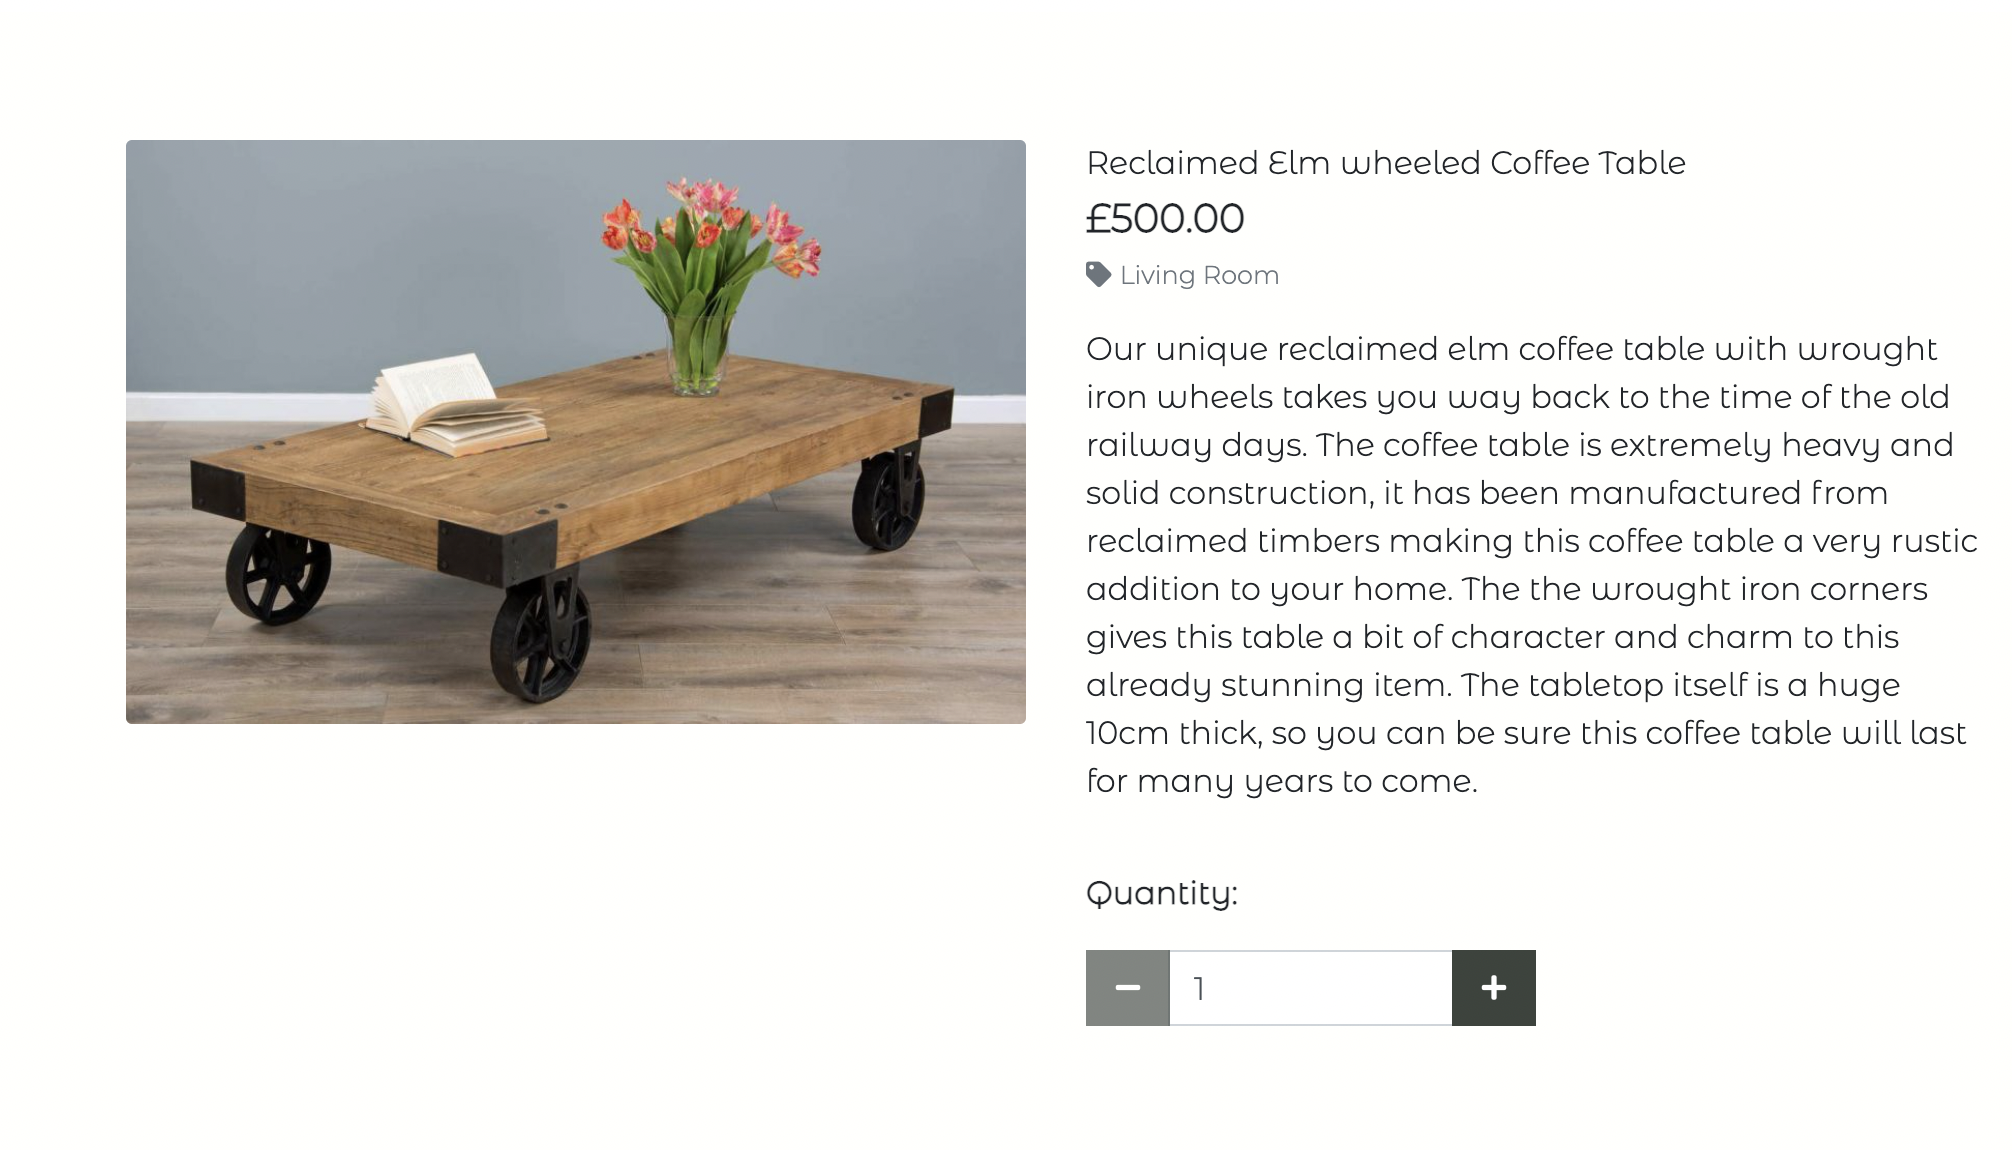 Reclaimed Elm wheeled Coffee Table
£500.00
Living Room
Our unique reclaimed elm coffee table with wrought
iron wheels takes you way back to the time of the old
railway days. The coffee table is extremely heavy and
solid construction, it has been manufactured from
reclaimed timbers making this coffee table a very rustic
addition to your home. The the wrought iron corners
gives this table a bit of character and charm to this
already stunning item. The tabletop itself is a huge
10cm thick, so you can be sure this coffee table will last
for many years to come.
Quantity:
1